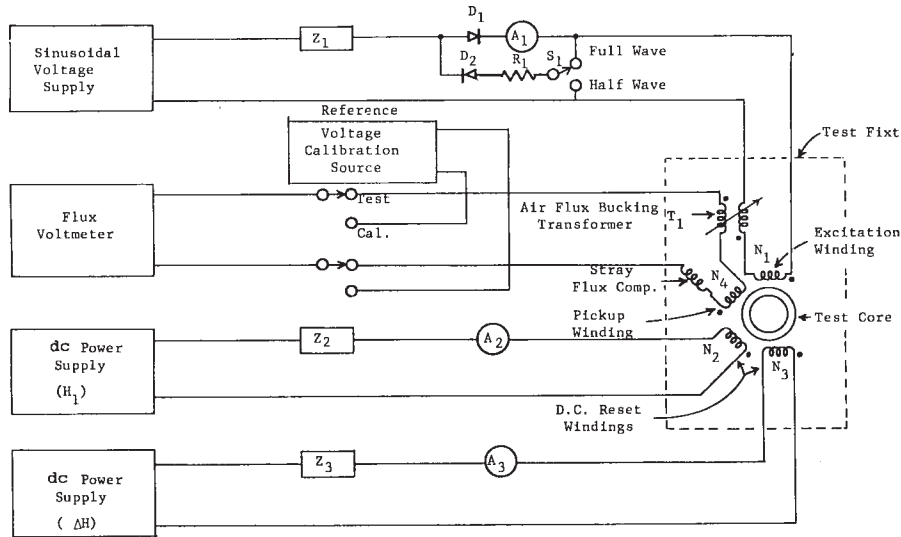 Sinusoidal
Voltage
Supply
Z1
D1
A1
D2
R1
S1
Full Wave
Half Wave
Reference
Voltage
Calibration
Source
Test Fixt
Flux
Voltmeter
Test
Cal.
Air Flux Bucking
Transformer
T1
Excitation
Winding
N1
Stray
Flux Comp.
N4
Pickup
Winding
Test Core
dc Power
Supply
(H1)
Z2
A2
N2
N3
D.C. Reset
Windings
dc Power
Supply
( ΔH)
Z3
A3